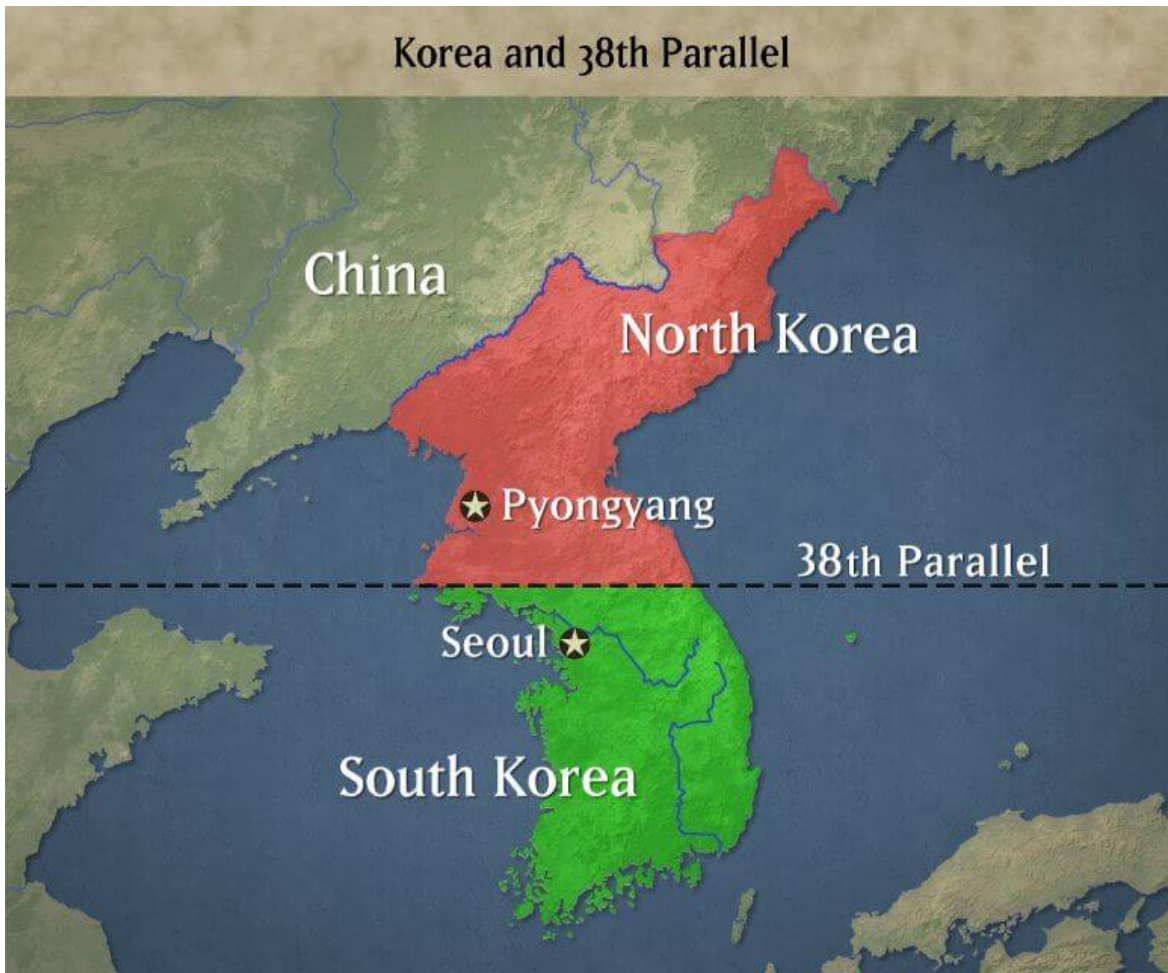 Korea and 38th Parallel
China
North Korea
Pyongyang
38th Parallel
Seoul
South Korea